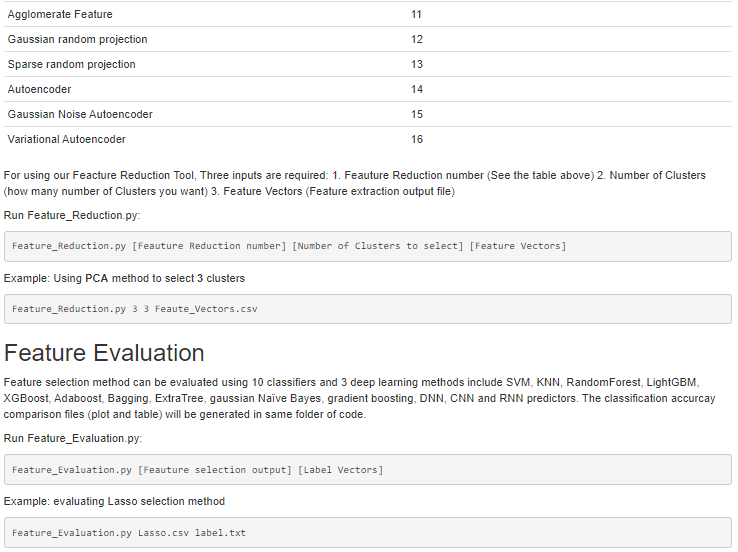 Agglomerate Feature 11
Gaussian random projection 12
Sparse random projection 13
Autoencoder 14
Gaussian Noise Autoencoder 15
Variational Autoencoder 16
For using our Feacture Reduction Tool, Three inputs are required: 1. Feauture Reduction number (See the table above) 2. Number of Clusters
(how many number of Clusters you want) 3. Feature Vectors (Feature extraction output file)
Run Feature_Reduction.py:
Feature_Reduction.py [Feauture Reduction number] [Number of Clusters to select] [Feature Vectors]
Example: Using PCA method to select 3 clusters
Feature_Reduction.py 3 3 Feaute_Vectors.csv
Feature Evaluation
Feature selection method can be evaluated using 10 classifiers and 3 deep learning methods include SVM, KNN, RandomForest, LightGBM,
XGBoost, Adaboost, Bagging, ExtraTree, gaussian Naïve Bayes, gradient boosting, DNN, CNN and RNN predictors. The classification accurcay
comparison files (plot and table) will be generated in same folder of code.
Run Feature_Evaluation.py:
Feature_Evaluation.py [Feauture selection output] [Label Vectors]
Example: evaluating Lasso selection method
Feature_Evaluation.py Lasso.csv label.txt